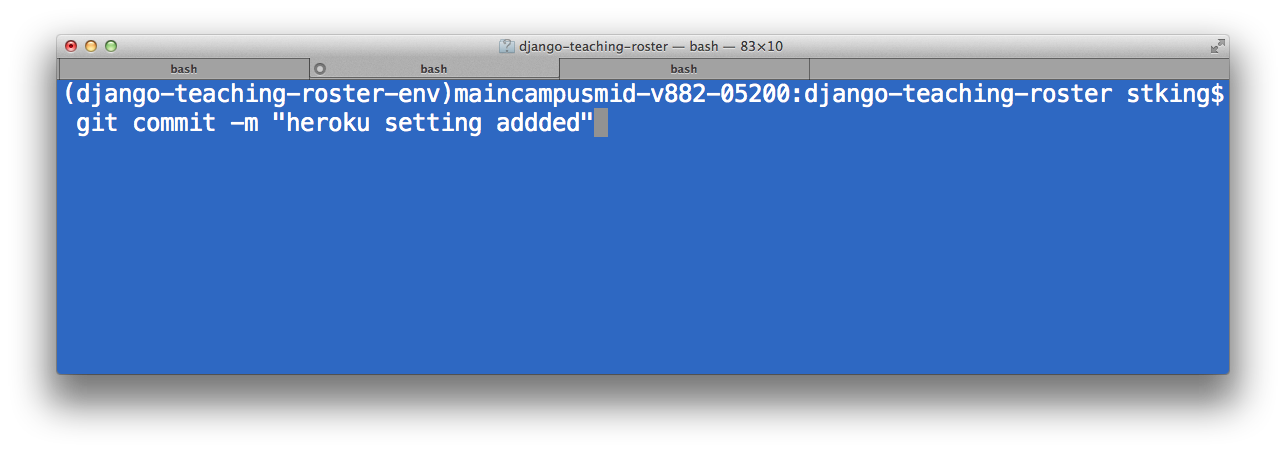 django-teaching-roster — bash — 83×10
bash bash bash
(django-teaching-roster-env)maincampusmid-v882-05200:django-teaching-roster stking$
git commit -m "heroku setting addded"